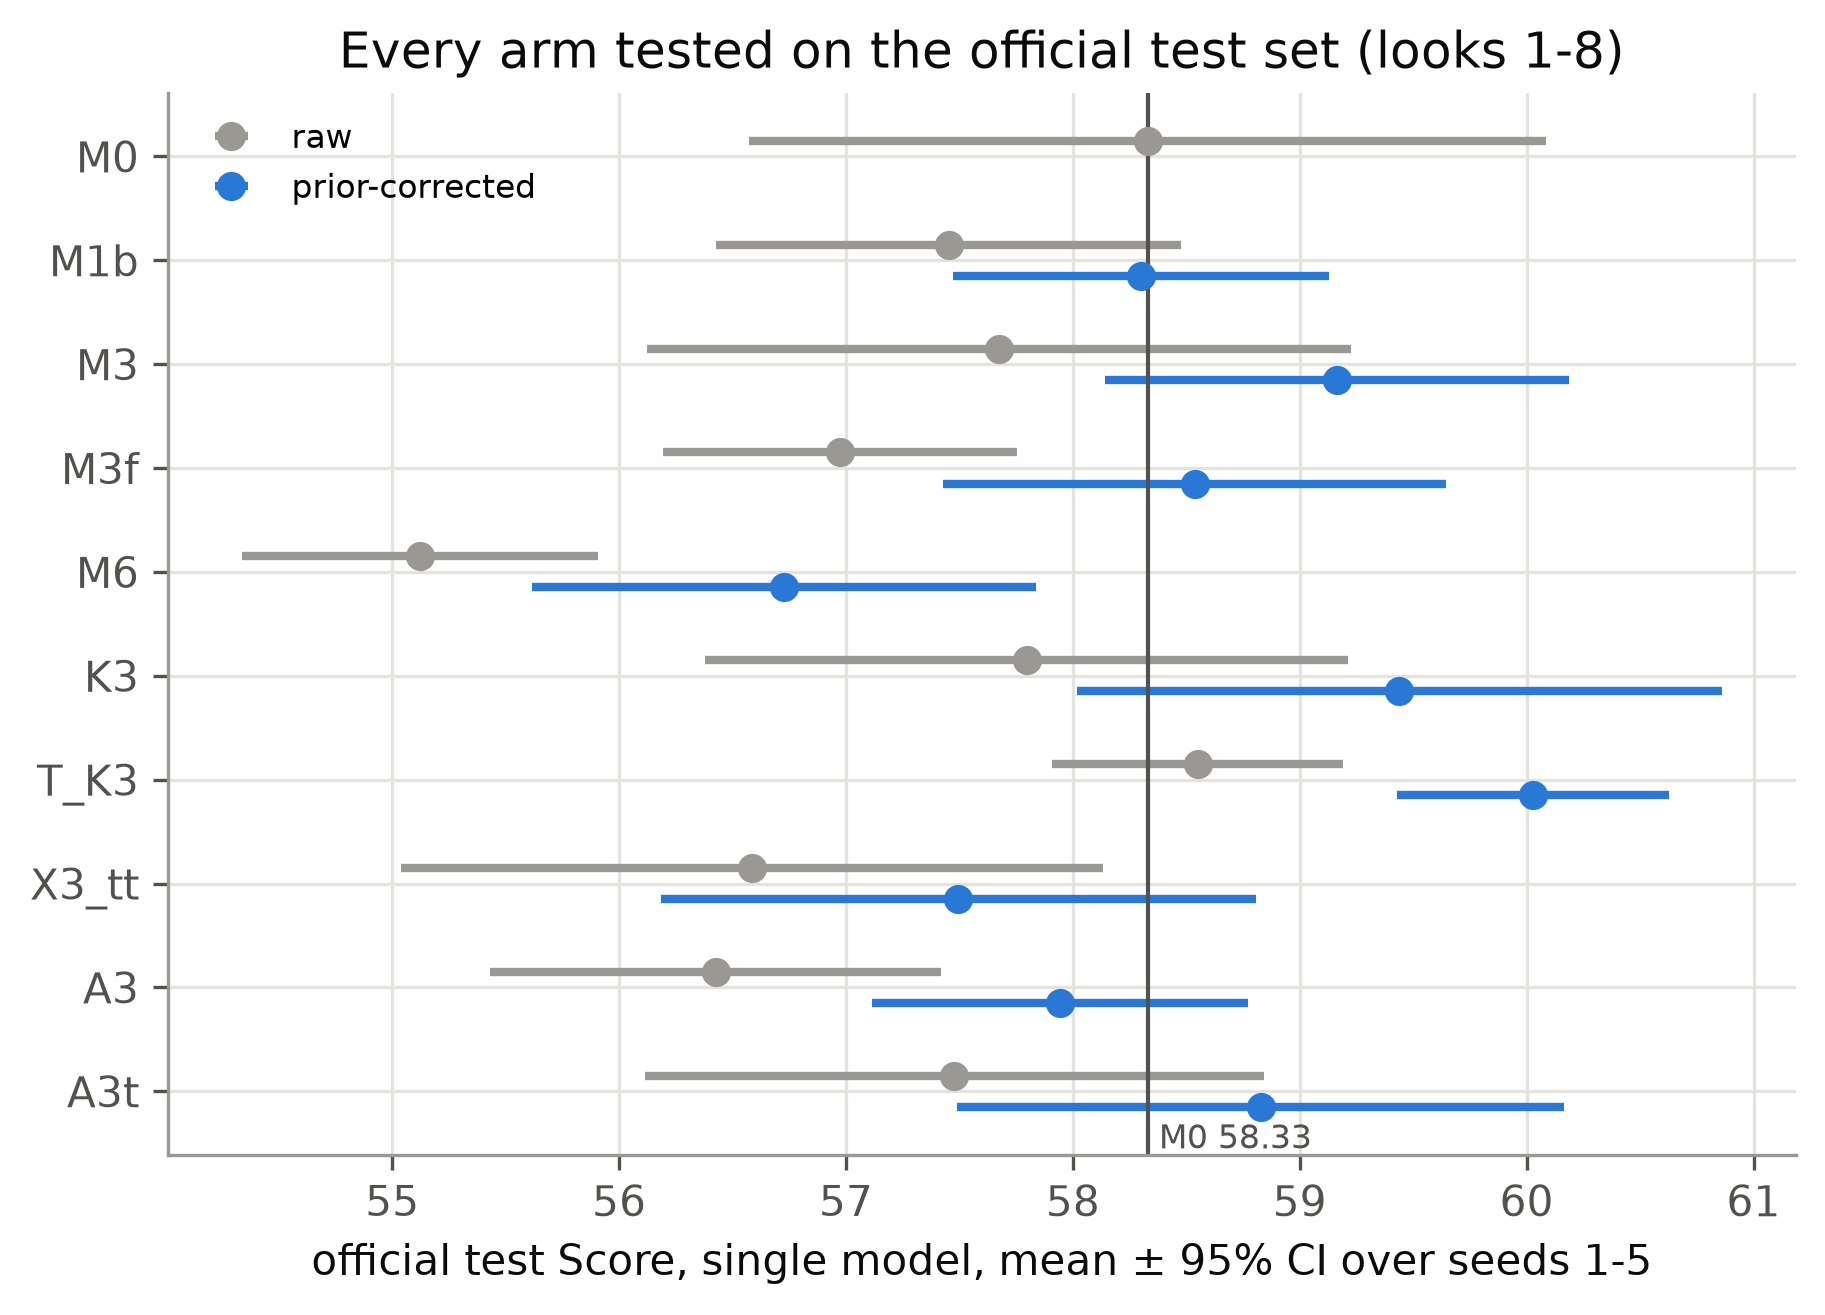 Every arm tested on the official test set (looks 1-8)
raw
prior-corrected
M0
M1b
M3
M3f
M6
K3
T_K3
X3_tt
A3
A3t
M0 58.33
55 56 57 58 59 60 61
official test Score, single model, mean ± 95% CI over seeds 1-5